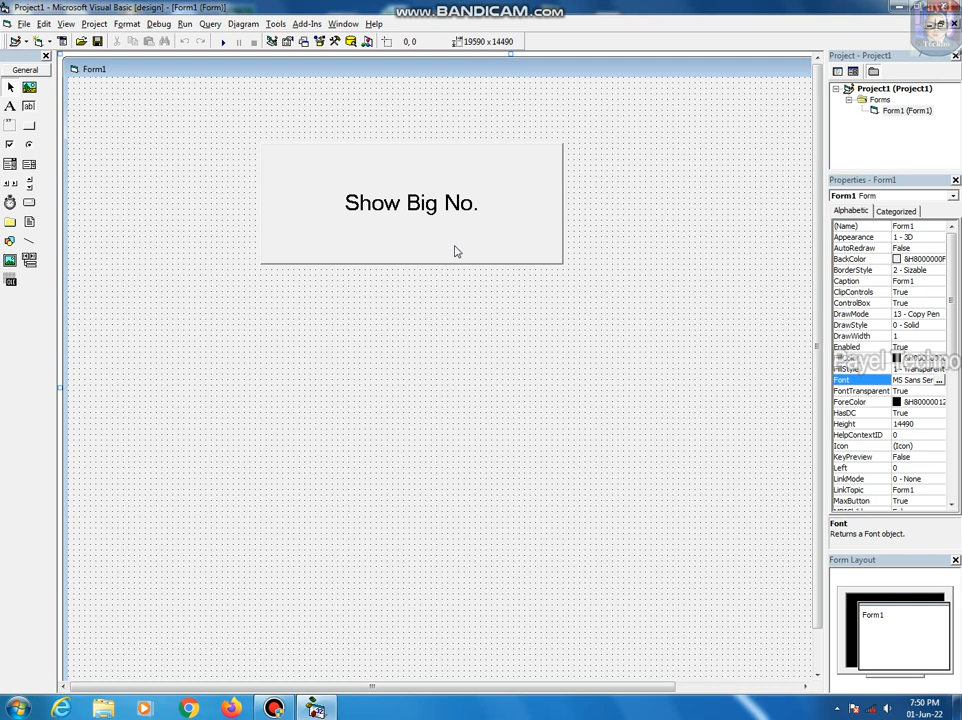 Project1 - Microsoft Visual Basic [design] - [Form1 (Form)]
www.BANDICAM.com
File Edit View Project Format Debug Run Query Diagram Tools Add-Ins Window Help
0, 0
19590 x 14490
General
Form1
A
ab|
Show Big No.
Project - Project1
Project1 (Project1)
Forms
Form1 (Form1)
Properties - Form1
Form1 Form
Alphabetic Categorized
(Name) Form1
Appearance 1 - 3D
AutoRedraw False
BackColor &H8000000F
BorderStyle 2 - Sizable
Caption Form1
ClipControls True
ControlBox True
DrawMode 13 - Copy Pen
DrawStyle 0 - Solid
DrawWidth 1
Enabled True
Payel Techno
FillStyle 1 - Transparent
Font MS Sans Ser ...
FontTransparent True
ForeColor &H80000012
HasDC True
Height 14490
HelpContextID 0
Icon (Icon)
KeyPreview False
Left 0
LinkMode 0 - None
LinkTopic Form1
MaxButton True
Font
Returns a Font object.
Form Layout
Form1
7:50 PM
01-Jun-22